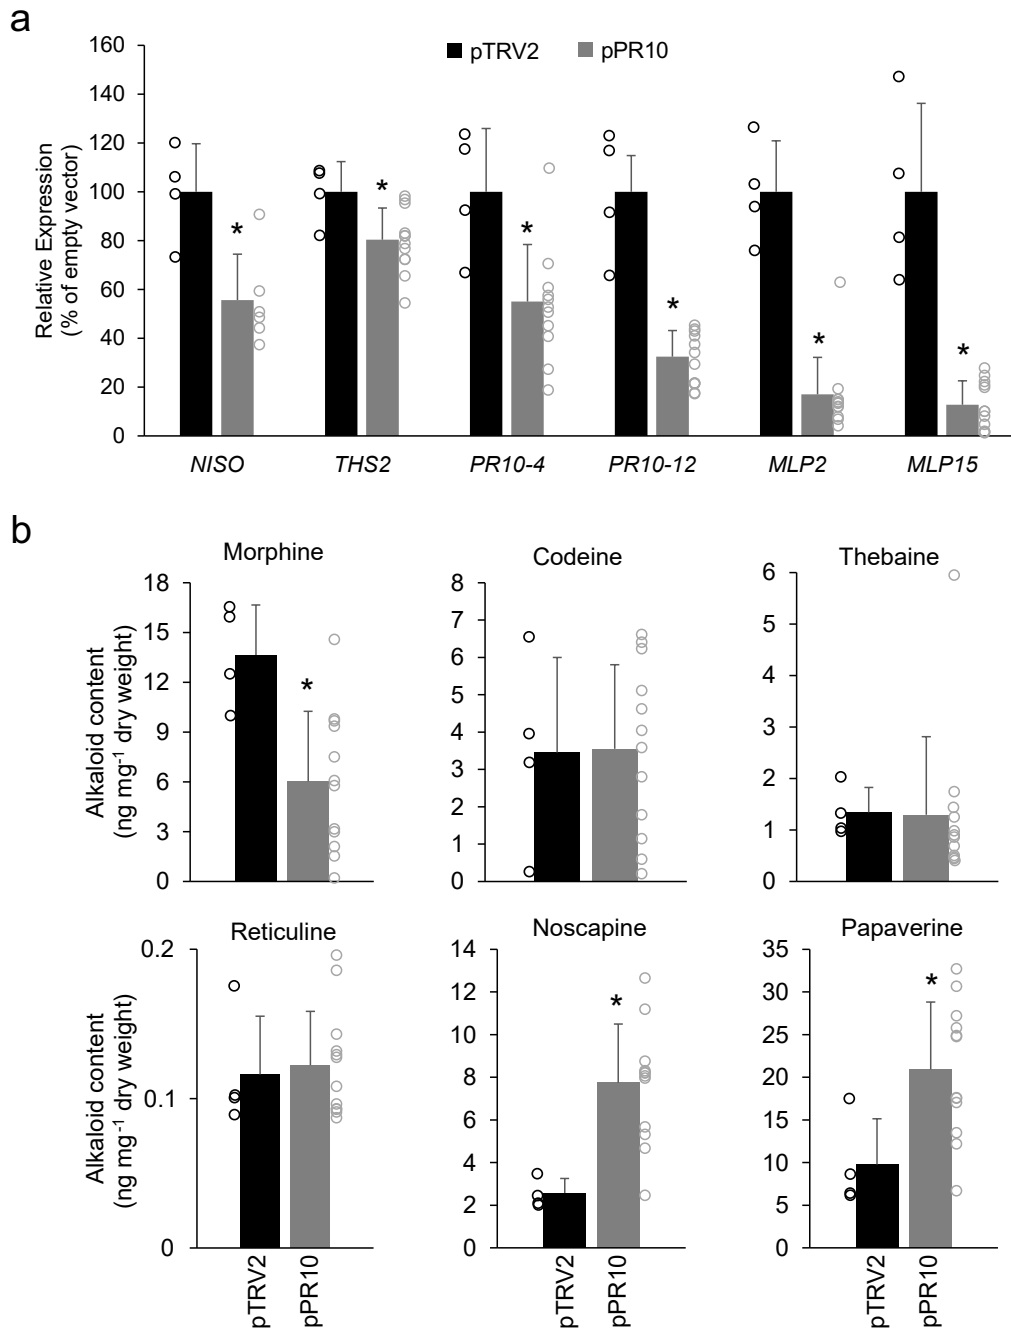 a
pTRV2 pPR10
Relative Expression
(% of empty vector)
160
140
120
100
80
60
40
20
0
* * * * * *
NISO THS2 PR10-4 PR10-12 MLP2 MLP15
b
Morphine
Alkaloid content
(ng mg⁻¹ dry weight)
18
15
12
9
6
3
0
*
Codeine
8
7
6
5
4
3
2
1
0
Thebaine
6
5
4
3
2
1
0
Reticuline
Alkaloid content
(ng mg⁻¹ dry weight)
0.2
0.1
0
pTRV2
pPR10
Noscapine
14
12
10
8
6
4
2
0
*
pTRV2
pPR10
Papaverine
35
30
25
20
15
10
5
0
*
pTRV2
pPR10